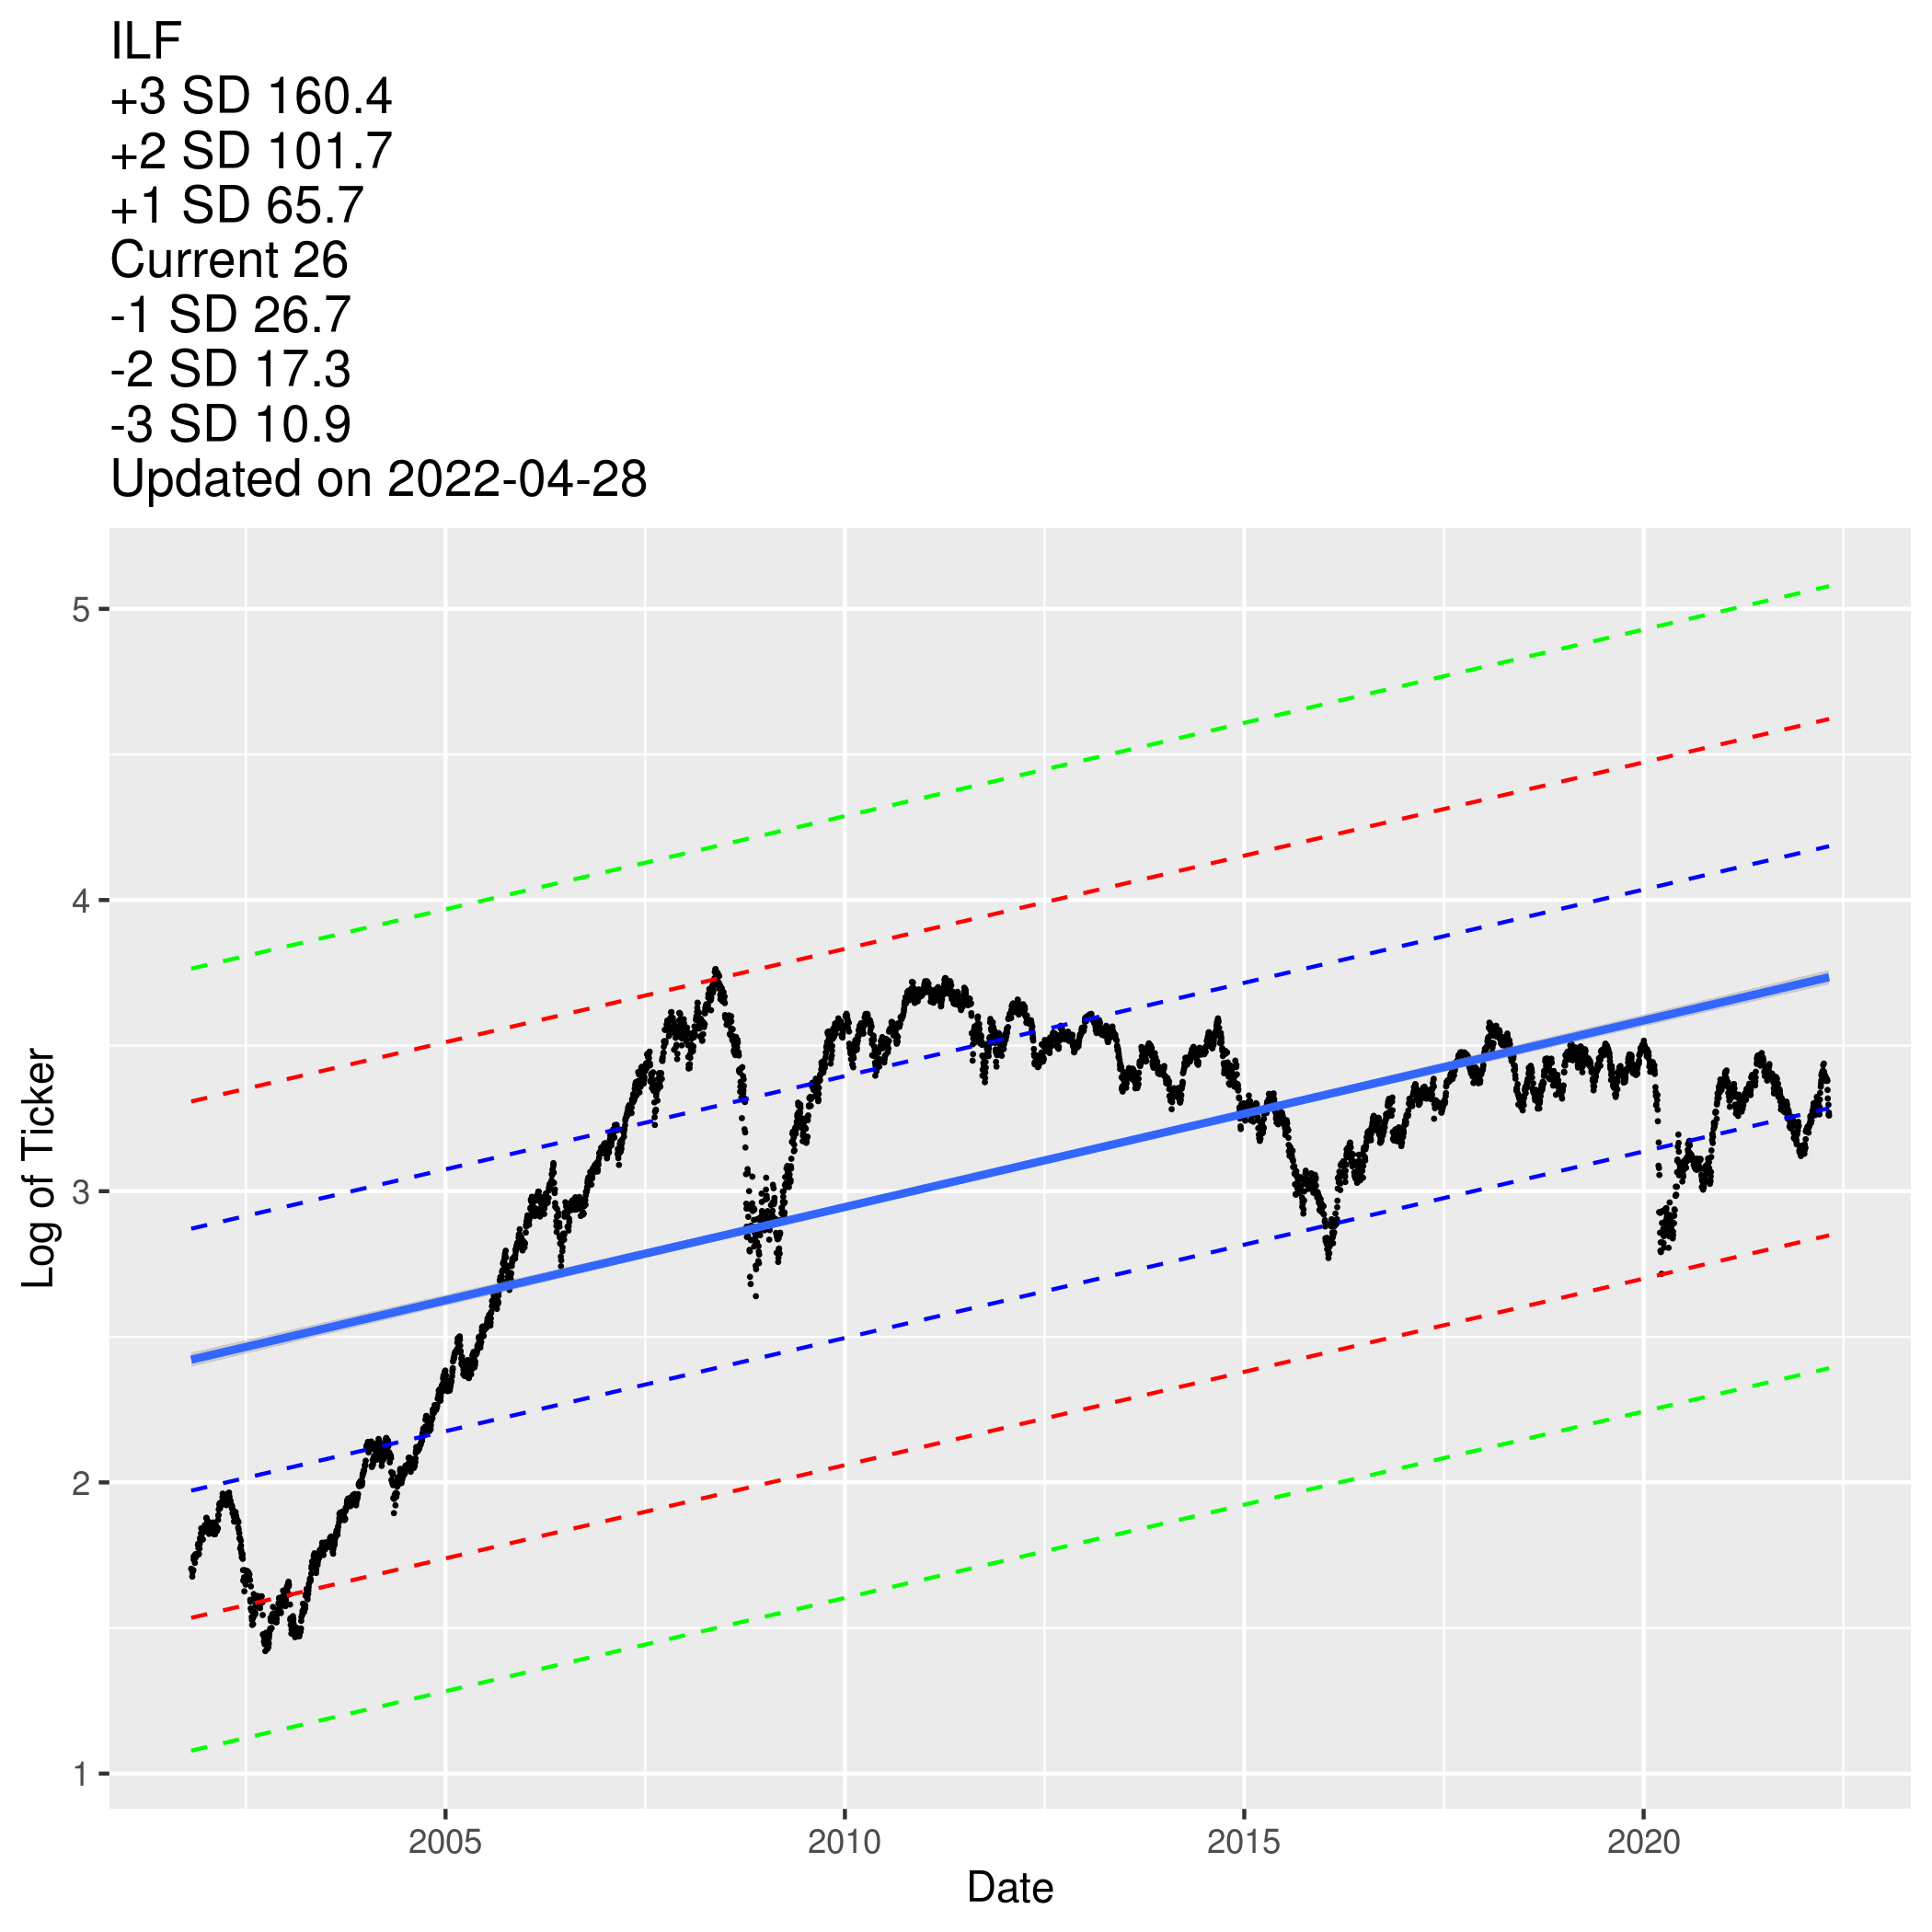 ILF
+3 SD 160.4
+2 SD 101.7
+1 SD 65.7
Current 26
-1 SD 26.7
-2 SD 17.3
-3 SD 10.9
Updated on 2022-04-28
5
4
3
2
1
Log of Ticker
2005 2010 2015 2020
Date